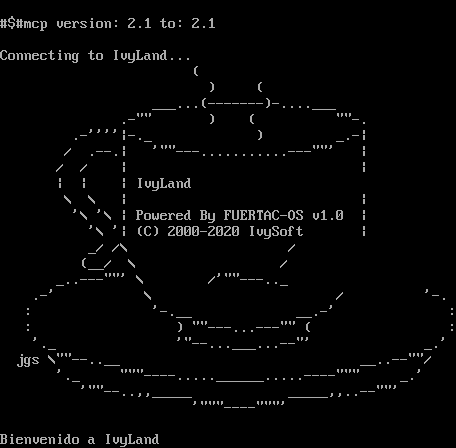 #$#mcp version: 2.1 to: 2.1
Connecting to IvyLand...
IvyLand
Powered By FUERTAC-OS v1.0
(C) 2000-2020 IvySoft
jgs
Bienvenido a IvyLand